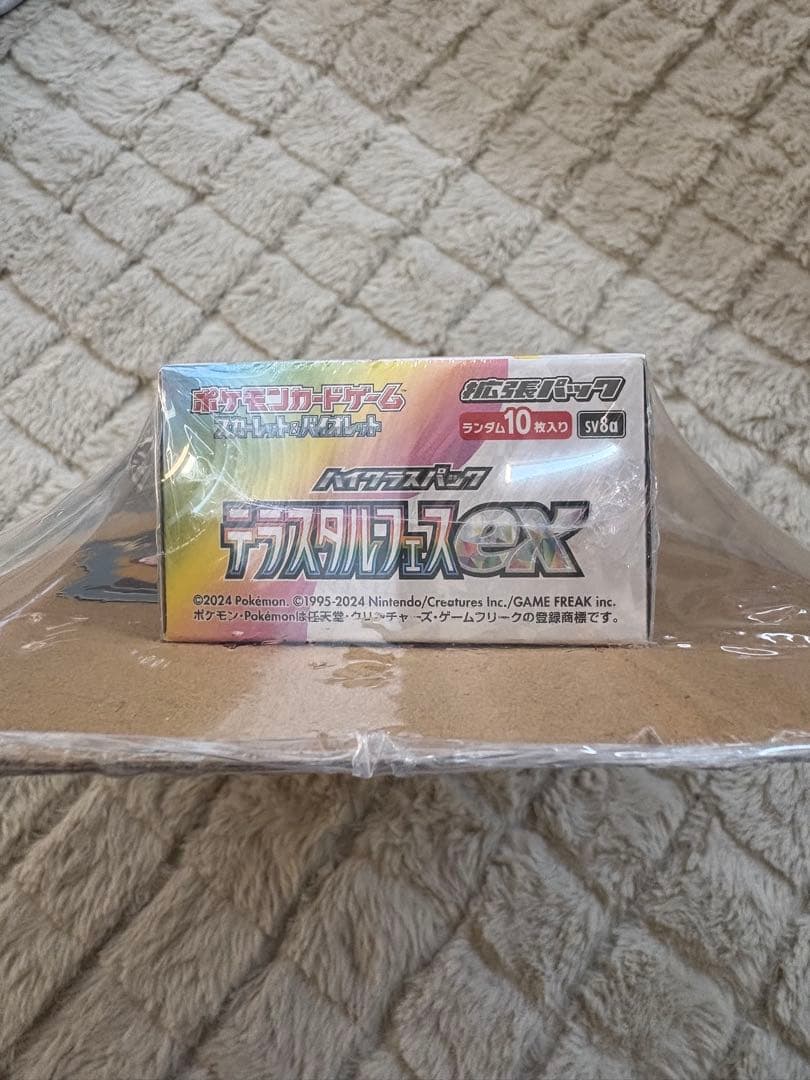 ポケモンカードゲーム
スカーレット&バイオレット
拡張パック
ランダム10枚入り
SV8a
ハイクラスパック
テラスタルフェスex
©2024 Pokémon. ©1995-2024 Nintendo/Creatures Inc./GAME FREAK inc.
ポケモン・Pokémonは任天堂・クリーチャーズ・ゲームフリークの登録商標です。